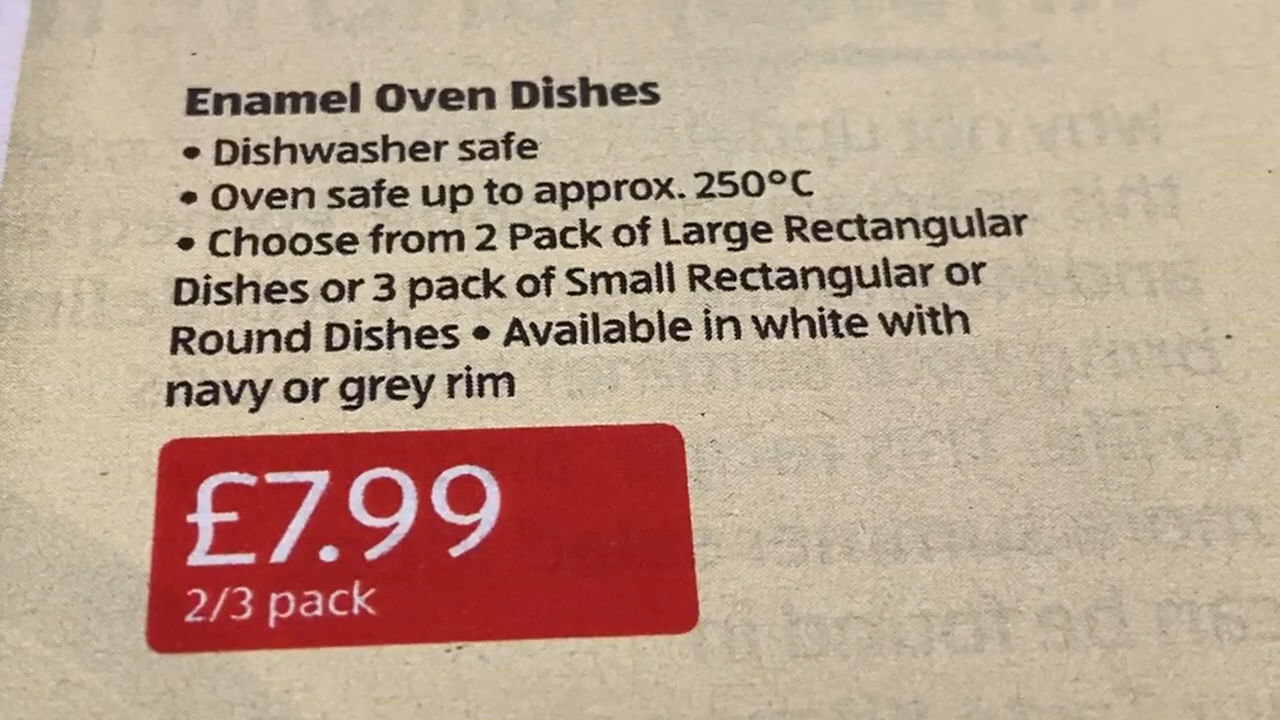 Enamel Oven Dishes
• Dishwasher safe
• Oven safe up to approx. 250°C
• Choose from 2 Pack of Large Rectangular
Dishes or 3 pack of Small Rectangular or
Round Dishes • Available in white with
navy or grey rim
£7.99
2/3 pack